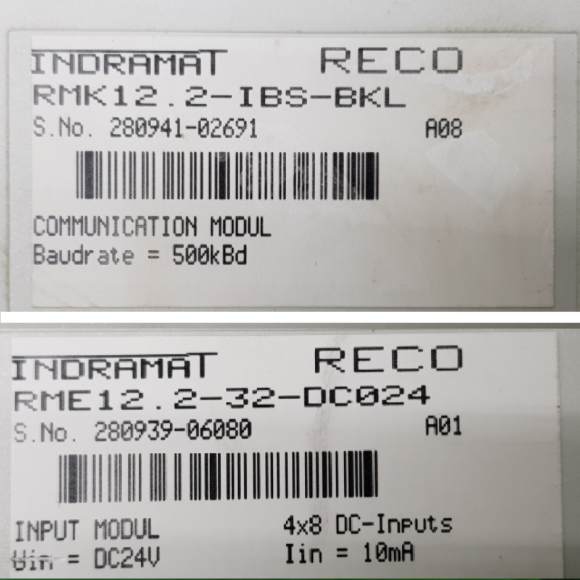 INDRAMAT RECO
RMK12.2-IBS-BKL
S.No. 280941-02691 A08
COMMUNICATION MODUL
Baudrate = 500kBd
INDRAMAT RECO
RME12.2-32-DC024
S.No. 280939-06080 A01
INPUT MODUL 4x8 DC-Inputs
Uin = DC24V Iin = 10mA